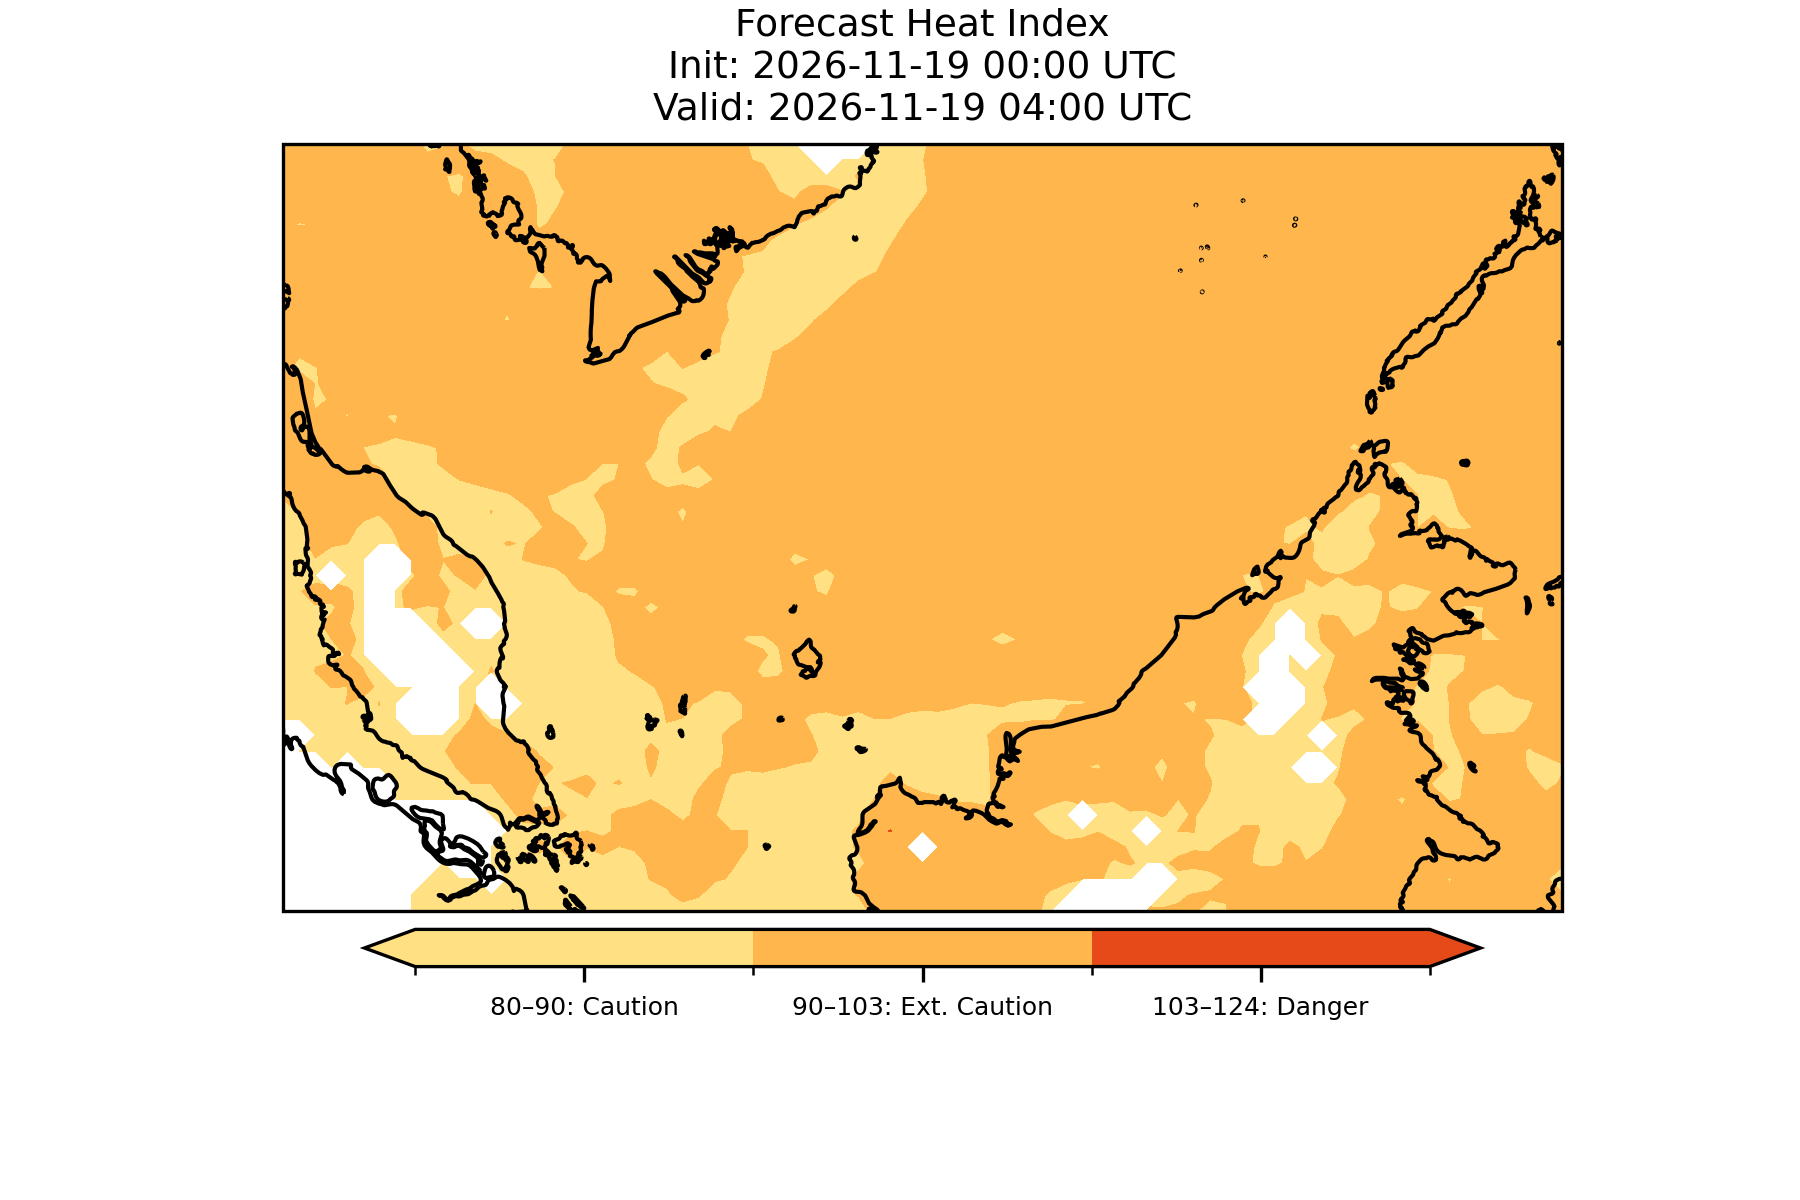 Forecast Heat Index
Init: 2026-11-19 00:00 UTC
Valid: 2026-11-19 04:00 UTC
80–90: Caution
90–103: Ext. Caution
103–124: Danger